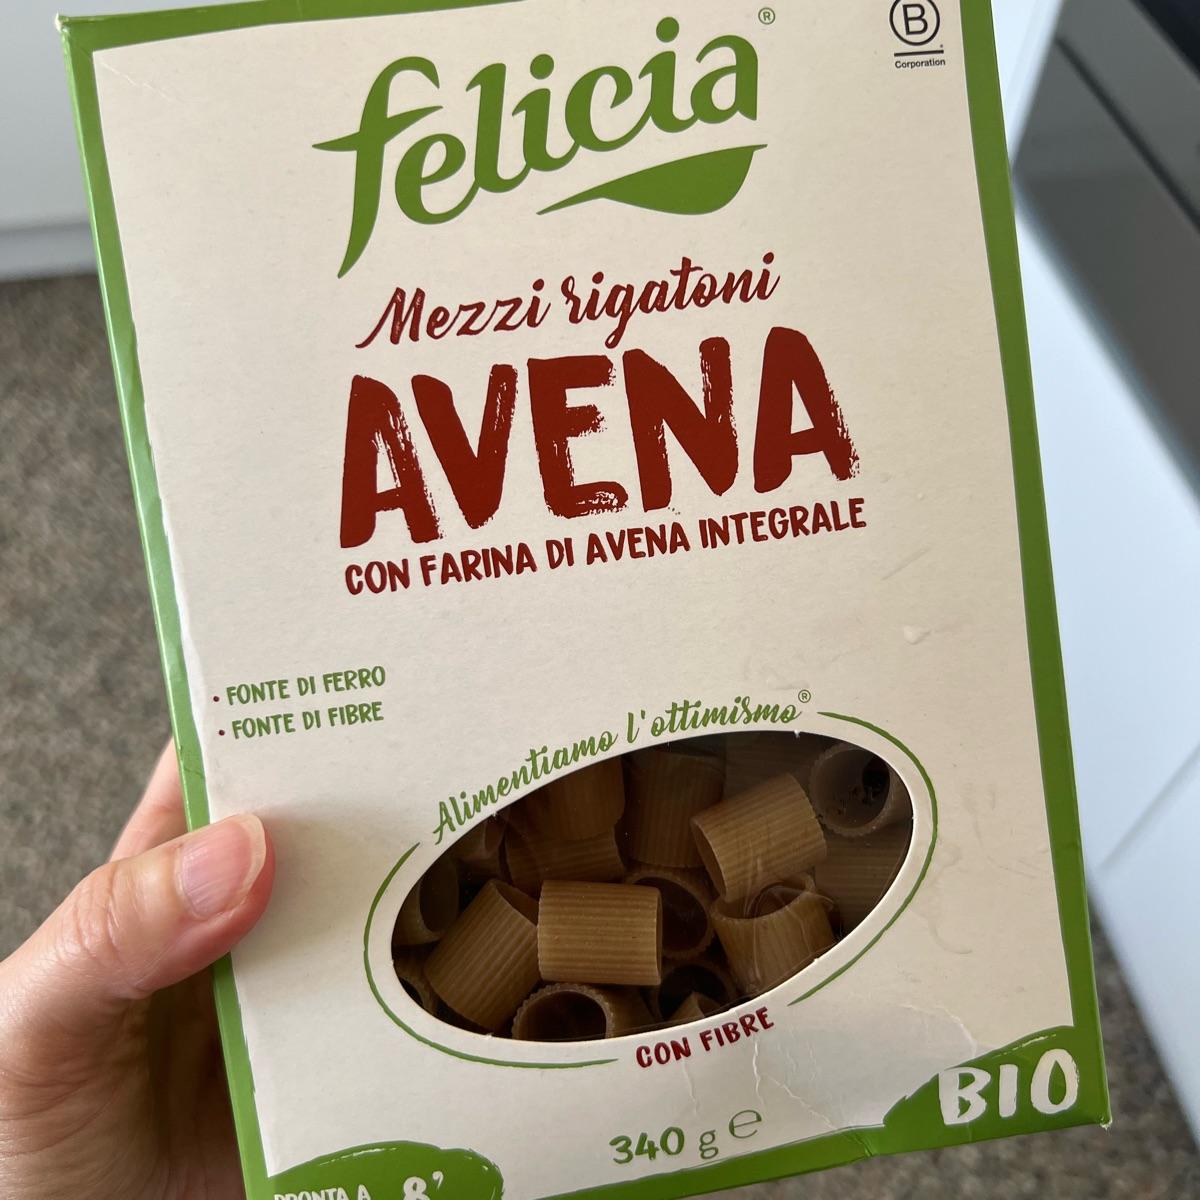 felicia®
B
Corporation
Mezzi rigatoni
AVENA
CON FARINA DI AVENA INTEGRALE
• FONTE DI FERRO
• FONTE DI FIBRE
Alimentiamo l'ottimismo®
CON FIBRE
BIO
340 g e
PRONTA A 8'